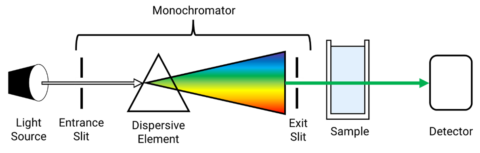 Monochromator
Light
Source
Entrance
Slit
Dispersive
Element
Exit
Slit
Sample
Detector